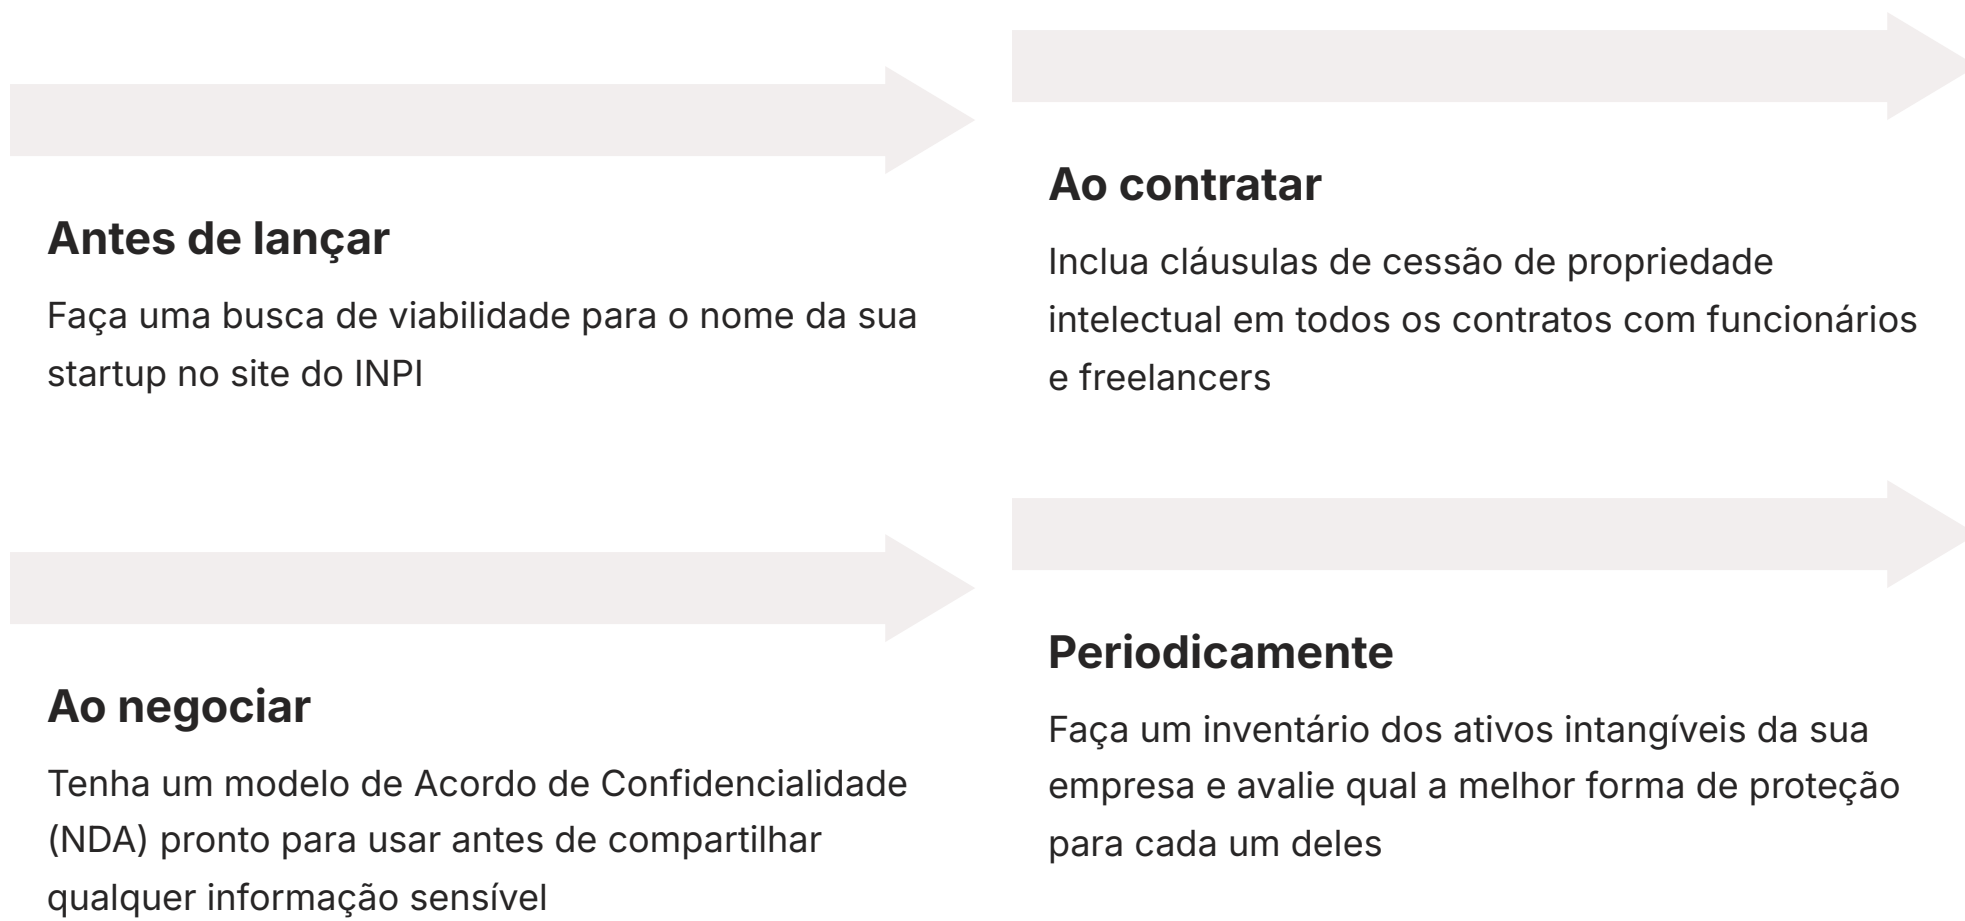 Antes de lançar
Faça uma busca de viabilidade para o nome da sua
startup no site do INPI
Ao contratar
Inclua cláusulas de cessão de propriedade
intelectual em todos os contratos com funcionários
e freelancers
Ao negociar
Tenha um modelo de Acordo de Confidencialidade
(NDA) pronto para usar antes de compartilhar
qualquer informação sensível
Periodicamente
Faça um inventário dos ativos intangíveis da sua
empresa e avalie qual a melhor forma de proteção
para cada um deles